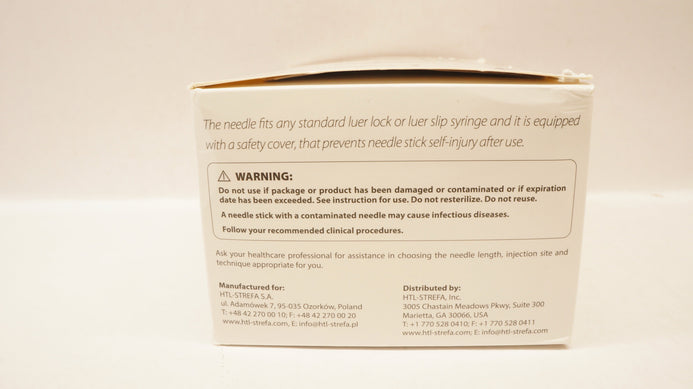 The needle fits any standard luer lock or luer slip syringe and it is equipped
with a safety cover, that prevents needle stick self-injury after use.
WARNING:
Do not use if package or product has been damaged or contaminated or if expiration
date has been exceeded. See instruction for use. Do not resterilize. Do not reuse.
A needle stick with a contaminated needle may cause infectious diseases.
Follow your recommended clinical procedures.
Ask your healthcare professional for assistance in choosing the needle length, injection site and
technique appropriate for you.
Manufactured for:
HTL-STREFA S.A.
ul. Adamówek 7, 95-035 Ozorków, Poland
T: +48 42 270 00 10; F: +48 42 270 00 20
www.htl-strefa.com, E: info@htl-strefa.pl
Distributed by:
HTL-STREFA, Inc.
3005 Chastain Meadows Pkwy, Suite 300
Marietta, GA 30066, USA
T: +1 770 528 0410; F: +1 770 528 0411
www.htl-strefa.com; E: info@htl-strefa.com